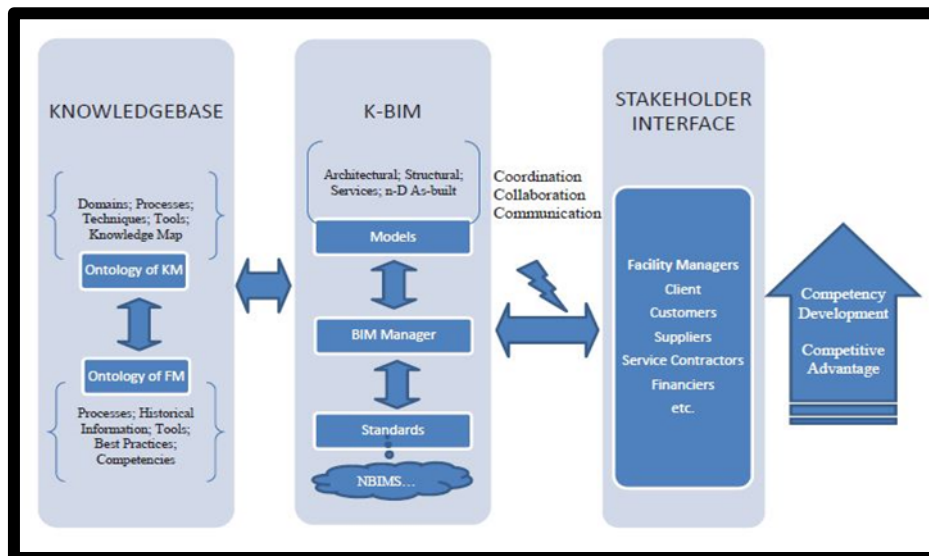 KNOWLEDGEBASE
Domains; Processes;
Techniques; Tools;
Knowledge Map
Ontology of KM
Ontology of FM
Processes; Historical
Information; Tools;
Best Practices;
Competencies
K-BIM
Architectural; Structural;
Services; n-D As-built
Models
BIM Manager
Standards
NBIMS...
Coordination
Collaboration
Communication
STAKEHOLDER
INTERFACE
Facility Managers
Client
Customers
Suppliers
Service Contractors
Financiers
etc.
Competency
Development
Competitive
Advantage